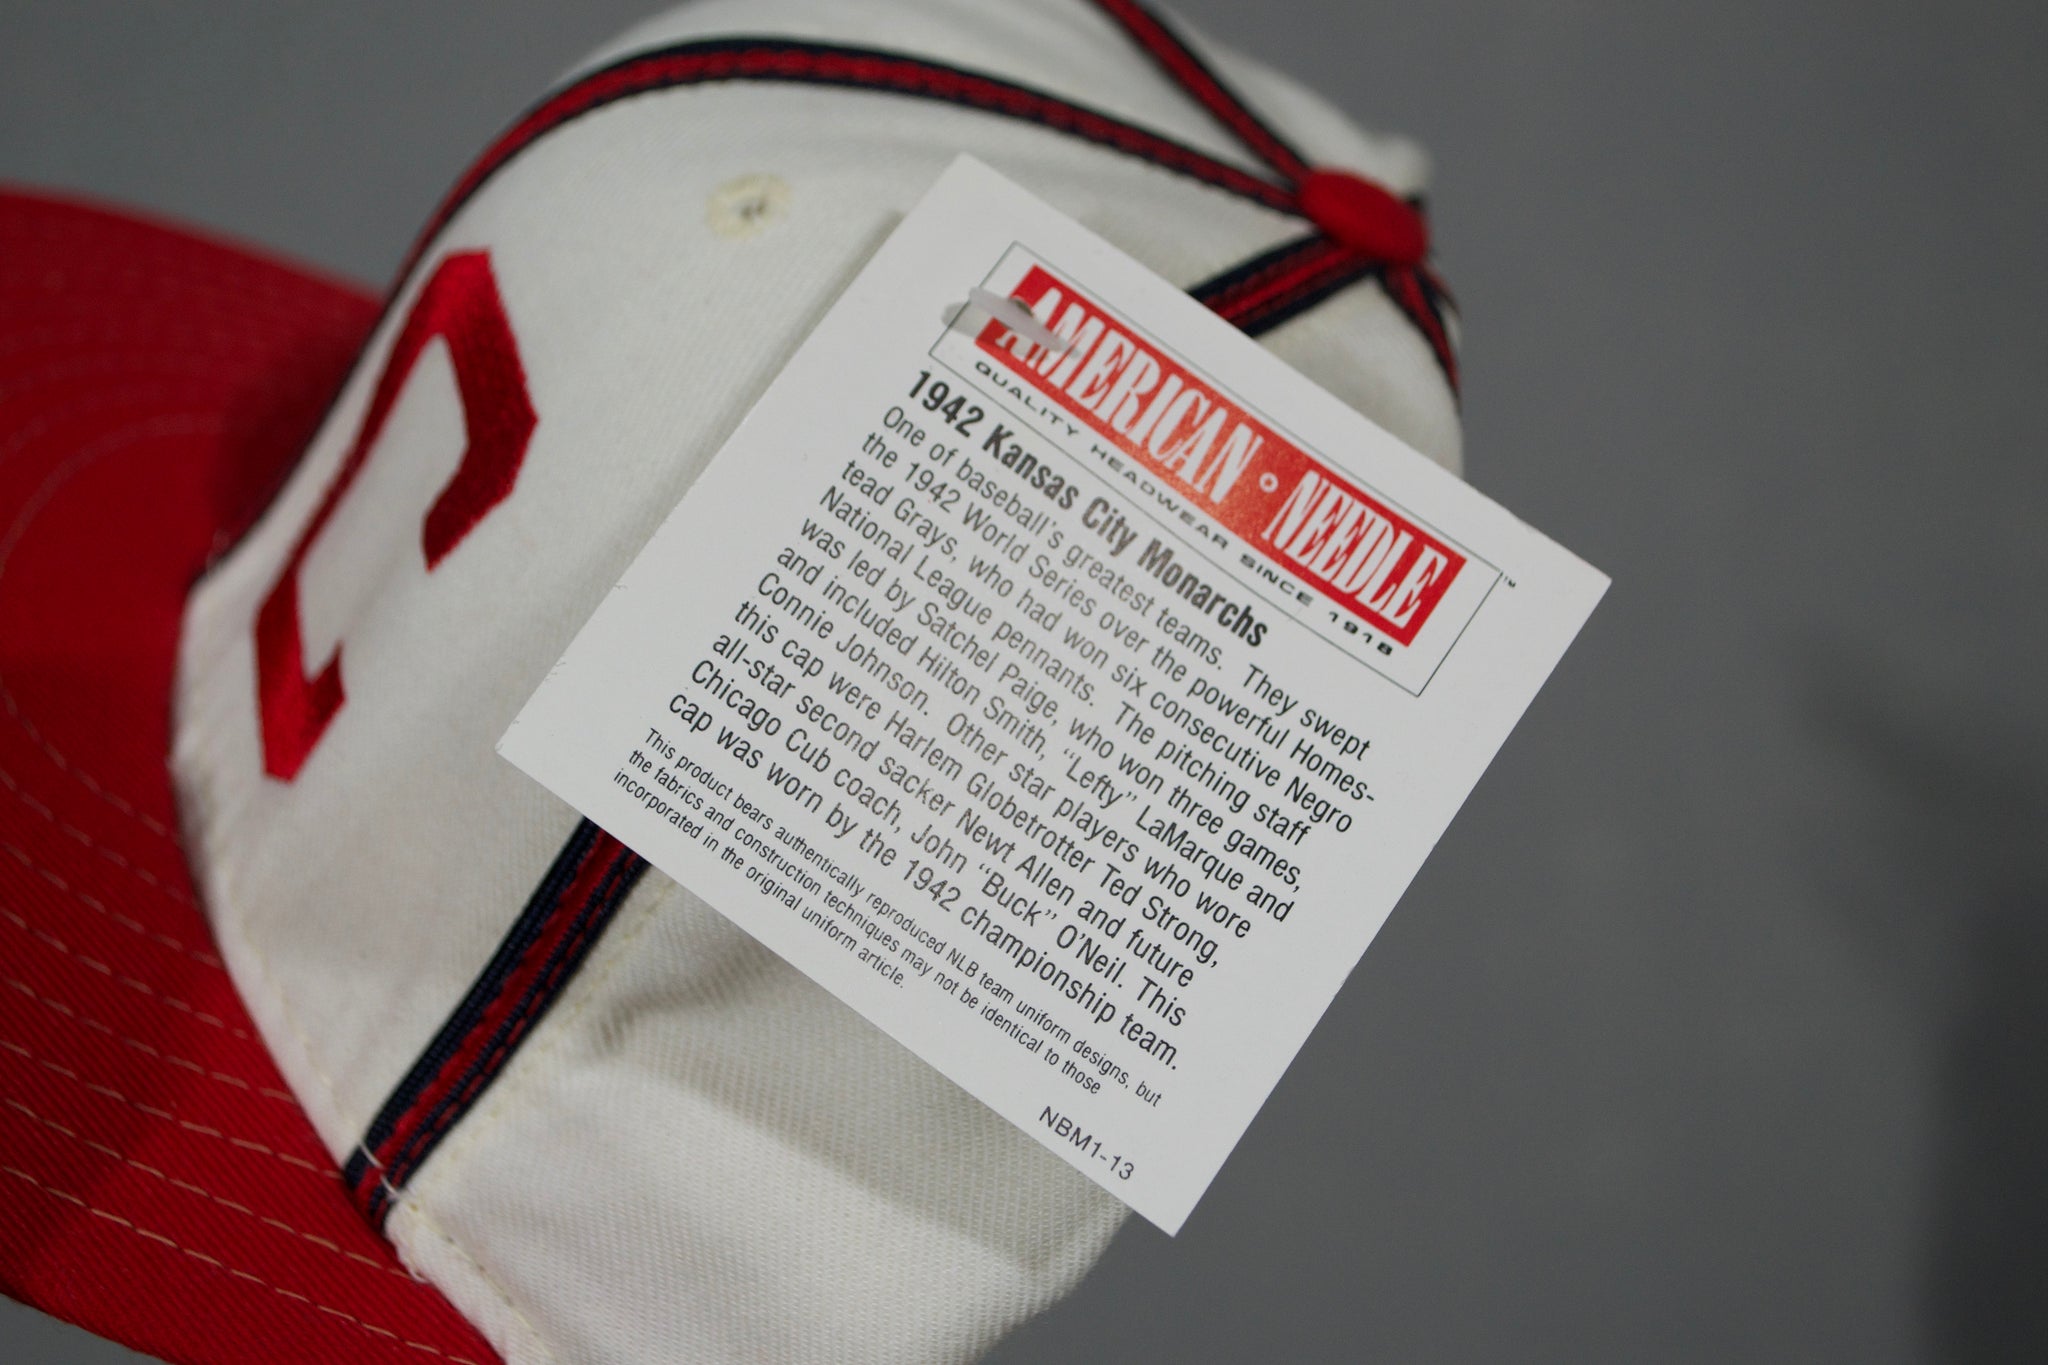 C
AMERICAN NEEDLE
QUALITY HEADWEAR SINCE 1918
TM
1942 Kansas City Monarchs
One of baseball's greatest teams. They swept
the 1942 World Series over the powerful Homes-
tead Grays, who had won six consecutive Negro
National League pennants. The pitching staff
was led by Satchel Paige, who won three games,
and included Hilton Smith, "Lefty" LaMarque and
Connie Johnson. Other star players who wore
this cap were Harlem Globetrotter Ted Strong,
all-star second sacker Newt Allen and future
Chicago Cub coach, John "Buck" O'Neil. This
cap was worn by the 1942 championship team.
This product bears authentically reproduced NLB team uniform designs, but
the fabrics and construction techniques may not be identical to those
incorporated in the original uniform article.
NBM1-13